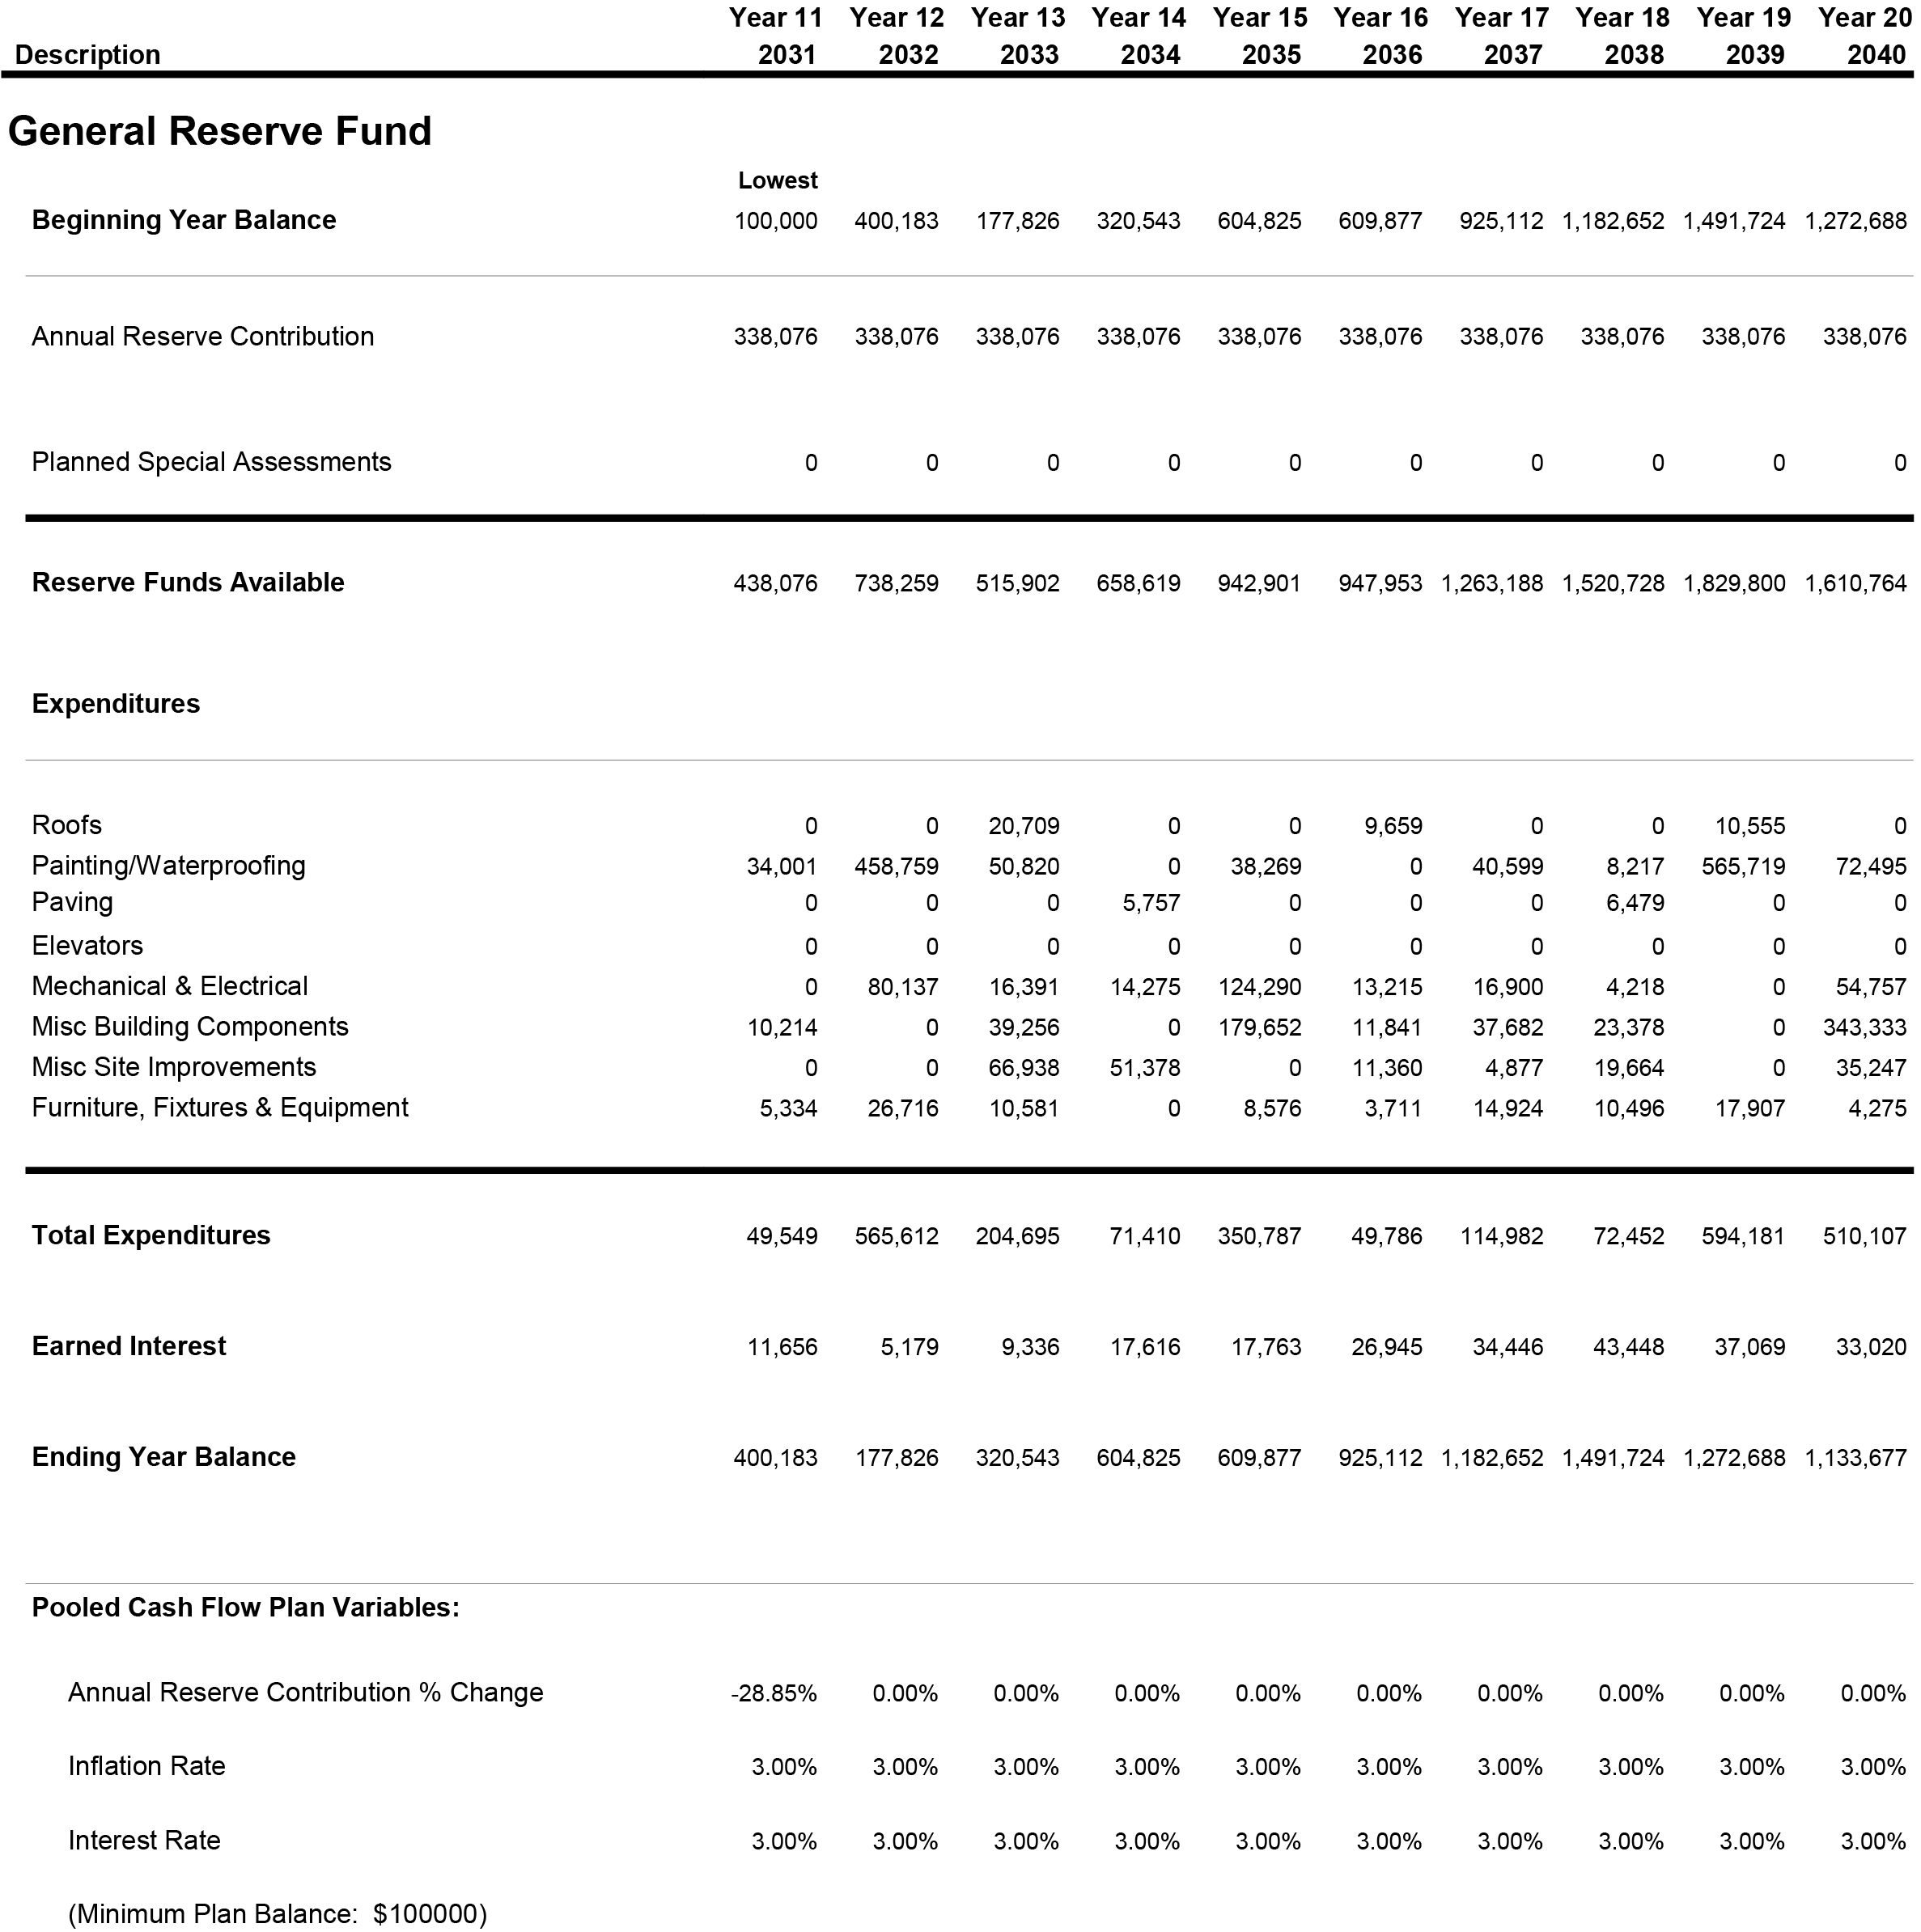 Year 11 Year 12 Year 13 Year 14 Year 15 Year 16 Year 17 Year 18 Year 19 Year 20
Description 2031 2032 2033 2034 2035 2036 2037 2038 2039 2040
General Reserve Fund
Lowest
Beginning Year Balance 100,000 400,183 177,826 320,543 604,825 609,877 925,112 1,182,652 1,491,724 1,272,688
Annual Reserve Contribution 338,076 338,076 338,076 338,076 338,076 338,076 338,076 338,076 338,076 338,076
Planned Special Assessments 0 0 0 0 0 0 0 0 0 0
Reserve Funds Available 438,076 738,259 515,902 658,619 942,901 947,953 1,263,188 1,520,728 1,829,800 1,610,764
Expenditures
Roofs 0 0 20,709 0 0 9,659 0 0 10,555 0
Painting/Waterproofing 34,001 458,759 50,820 0 38,269 0 40,599 8,217 565,719 72,495
Paving 0 0 0 5,757 0 0 0 6,479 0 0
Elevators 0 0 0 0 0 0 0 0 0 0
Mechanical & Electrical 0 80,137 16,391 14,275 124,290 13,215 16,900 4,218 0 54,757
Misc Building Components 10,214 0 39,256 0 179,652 11,841 37,682 23,378 0 343,333
Misc Site Improvements 0 0 66,938 51,378 0 11,360 4,877 19,664 0 35,247
Furniture, Fixtures & Equipment 5,334 26,716 10,581 0 8,576 3,711 14,924 10,496 17,907 4,275
Total Expenditures 49,549 565,612 204,695 71,410 350,787 49,786 114,982 72,452 594,181 510,107
Earned Interest 11,656 5,179 9,336 17,616 17,763 26,945 34,446 43,448 37,069 33,020
Ending Year Balance 400,183 177,826 320,543 604,825 609,877 925,112 1,182,652 1,491,724 1,272,688 1,133,677
Pooled Cash Flow Plan Variables:
Annual Reserve Contribution % Change -28.85% 0.00% 0.00% 0.00% 0.00% 0.00% 0.00% 0.00% 0.00% 0.00%
Inflation Rate 3.00% 3.00% 3.00% 3.00% 3.00% 3.00% 3.00% 3.00% 3.00% 3.00%
Interest Rate 3.00% 3.00% 3.00% 3.00% 3.00% 3.00% 3.00% 3.00% 3.00% 3.00%
(Minimum Plan Balance: $100000)